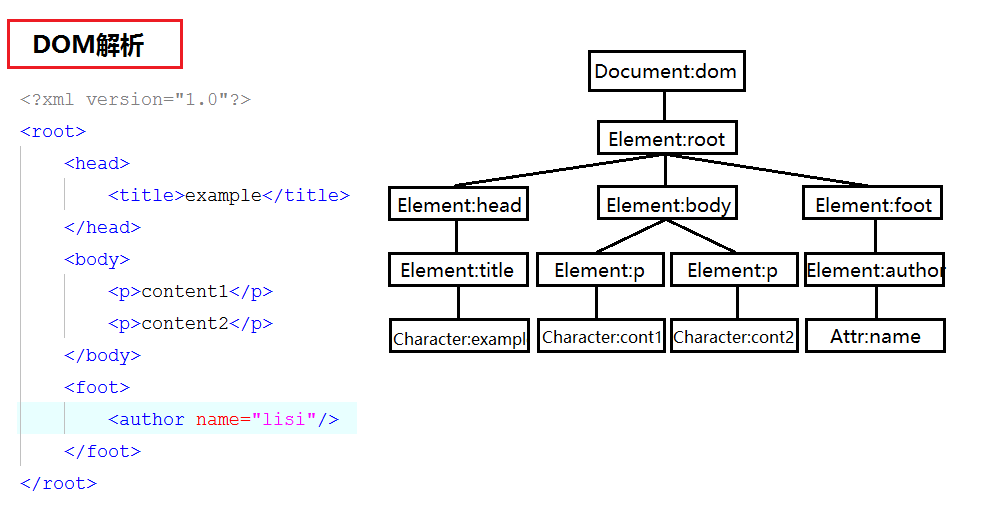 DOM解析
<?xml version="1.0"?>
<root>
<head>
<title>example</title>
</head>
<body>
<p>content1</p>
<p>content2</p>
</body>
<foot>
<author name="lisi"/>
</foot>
</root>
Document:dom
Element:root
Element:head Element:body Element:foot
Element:title Element:p Element:p Element:author
Character:exampl Character:cont1 Character:cont2 Attr:name